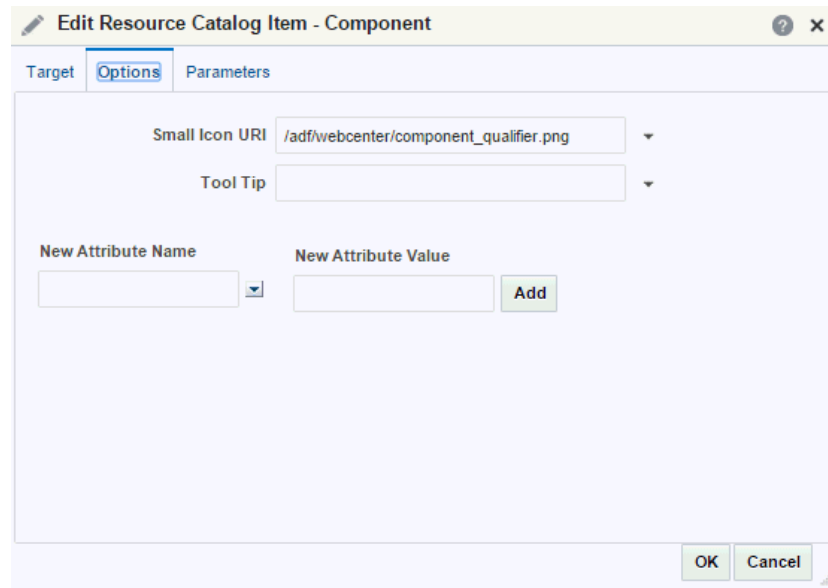 Edit Resource Catalog Item - Component
Target Options Parameters
Small Icon URI /adf/webcenter/component_qualifier.png
Tool Tip
New Attribute Name New Attribute Value
Add
OK Cancel